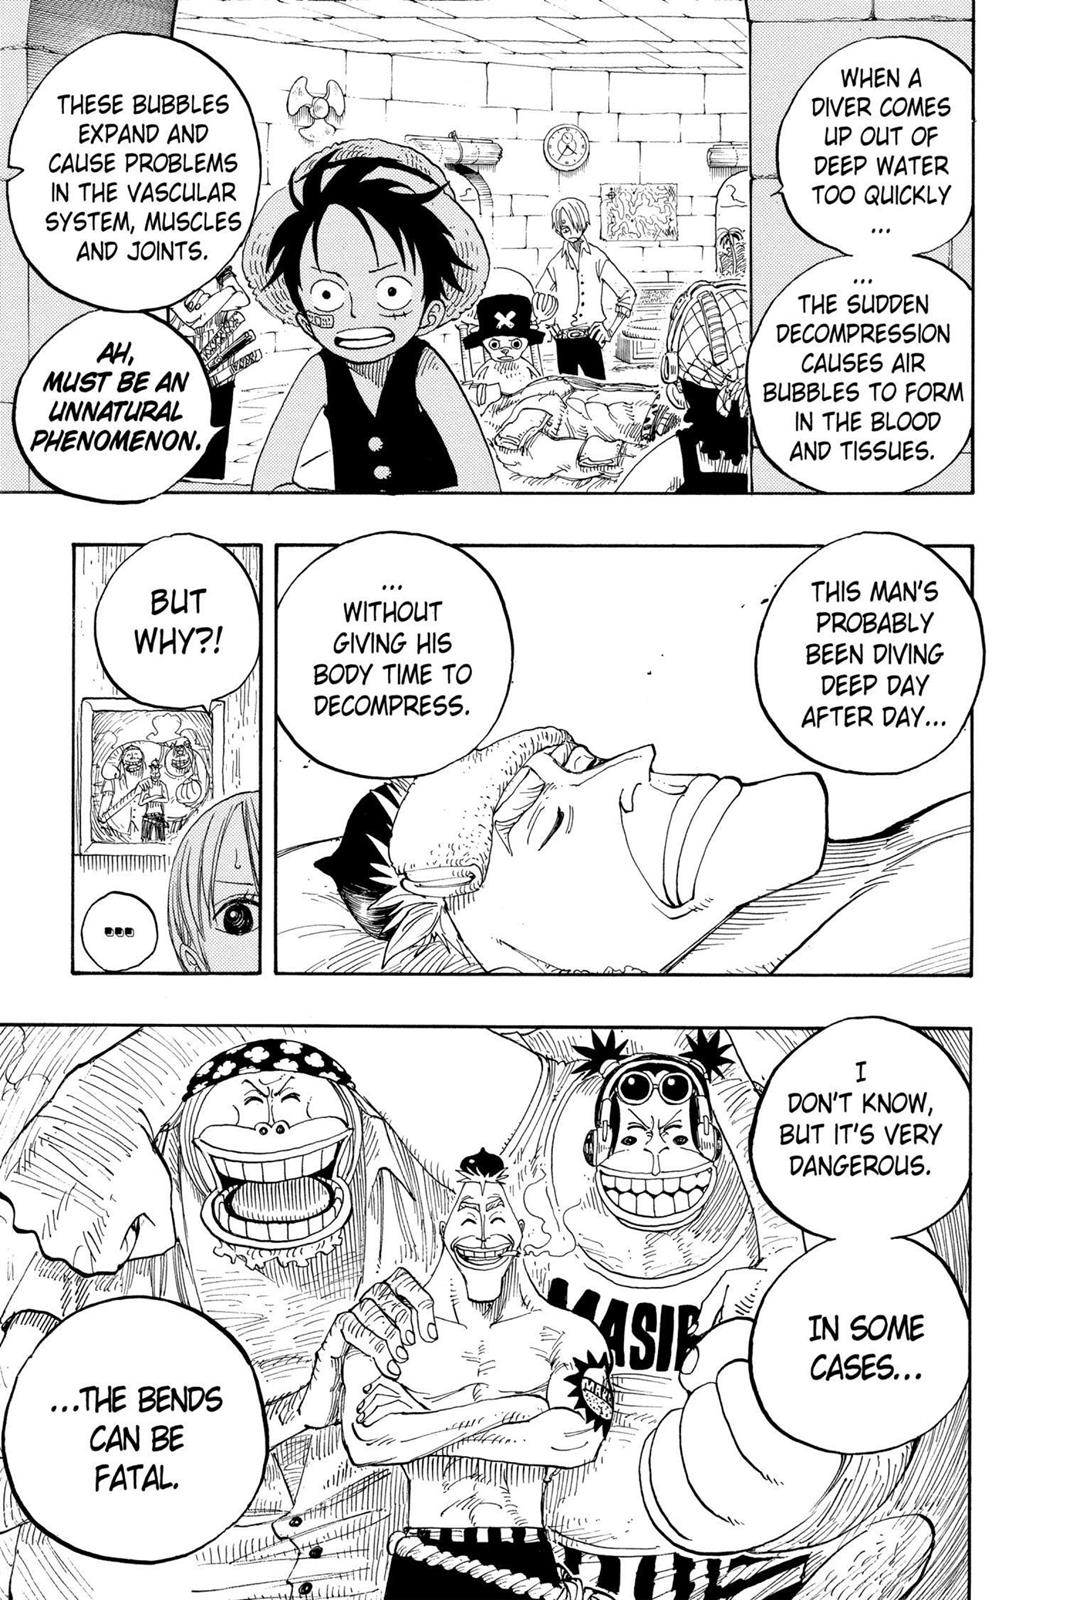 WHEN A
DIVER COMES
UP OUT OF
DEEP WATER
TOO QUICKLY
...
...
THE SUDDEN
DECOMPRESSION
CAUSES AIR
BUBBLES TO FORM
IN THE BLOOD
AND TISSUES.
THESE BUBBLES
EXPAND AND
CAUSE PROBLEMS
IN THE VASCULAR
SYSTEM, MUSCLES
AND JOINTS.
AH,
MUST BE AN
UNNATURAL
PHENOMENON.
THIS MAN'S
PROBABLY
BEEN DIVING
DEEP DAY
AFTER DAY...
...
WITHOUT
GIVING HIS
BODY TIME TO
DECOMPRESS.
BUT
WHY?!
...
I
DON'T KNOW,
BUT IT'S VERY
DANGEROUS.
IN SOME
CASES...
...THE BENDS
CAN BE
FATAL.
MASIR